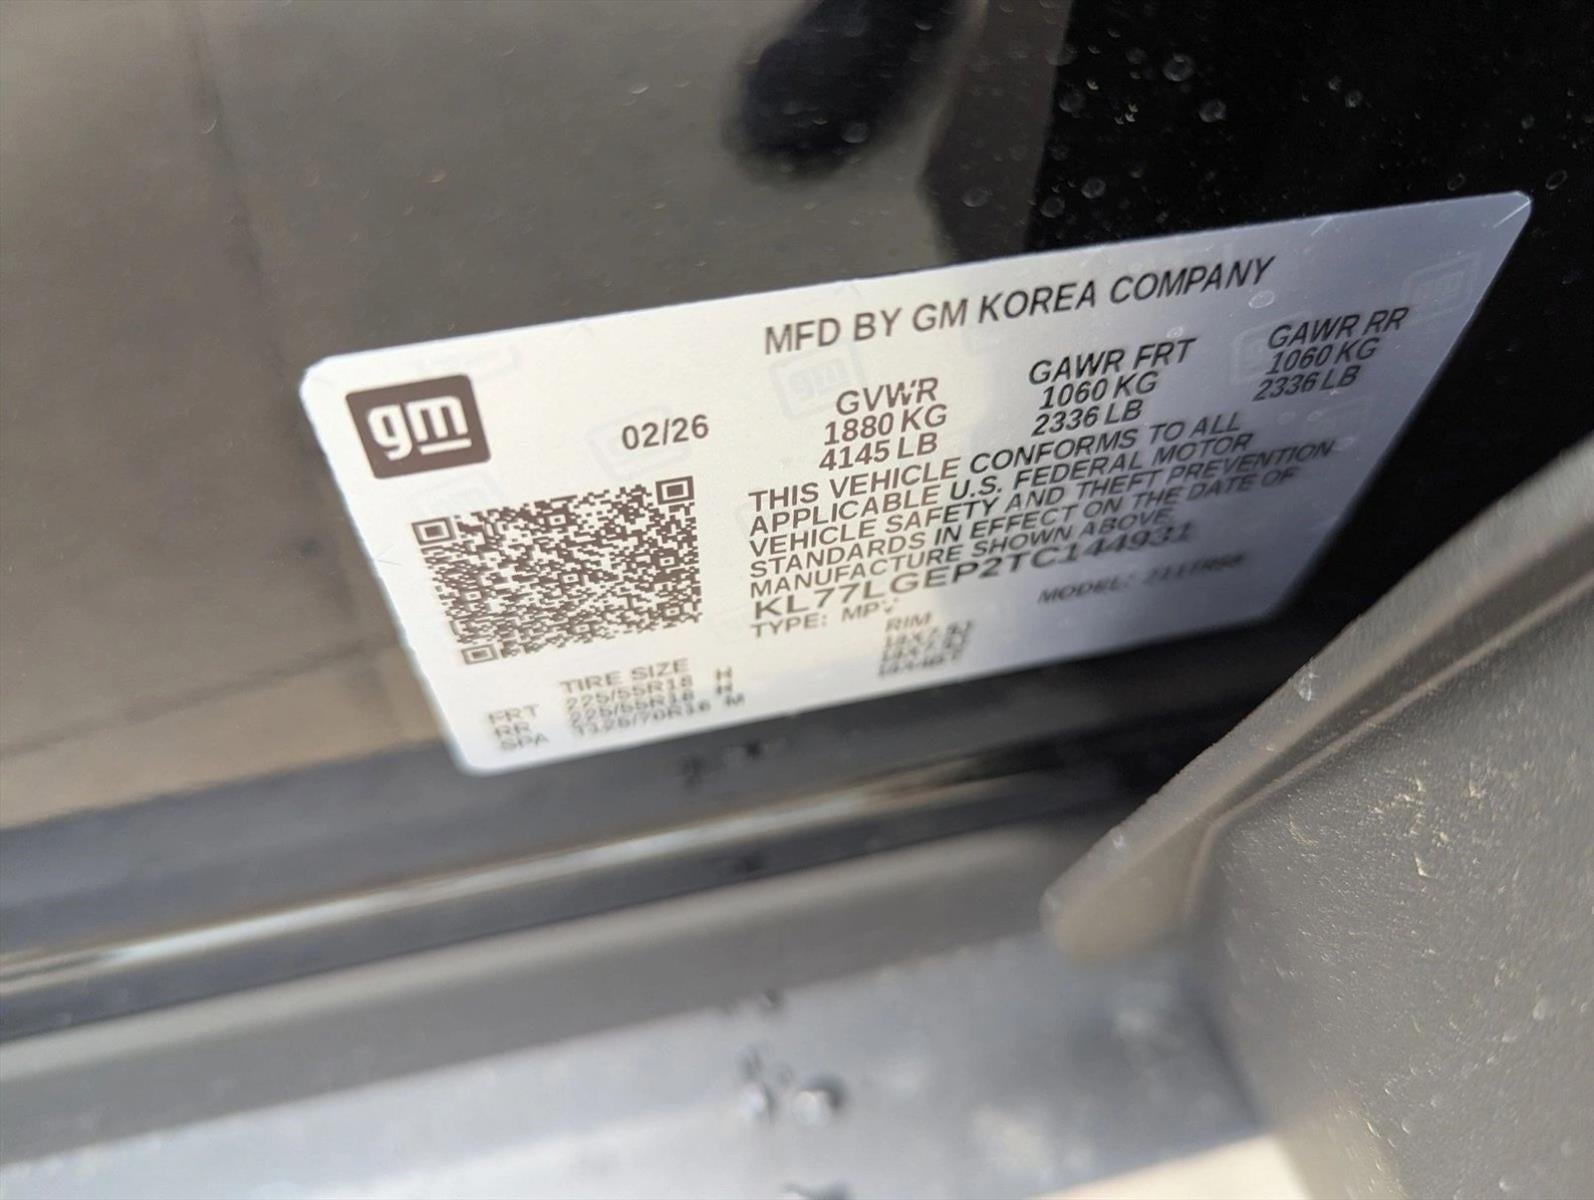 MFD BY GM KOREA COMPANY
gm
02/26
GVWR GAWR FRT GAWR RR
1880 KG 1060 KG 1060 KG
4145 LB 2336 LB 2336 LB
THIS VEHICLE CONFORMS TO ALL
APPLICABLE U.S. FEDERAL MOTOR
VEHICLE SAFETY AND THEFT PREVENTION
STANDARDS IN EFFECT ON THE DATE OF
MANUFACTURE SHOWN ABOVE.
KL77LGEP2TC144931
TYPE: MPV MODEL:
TIRE SIZE RIM
FRT 225/55R18 H
RR 225/55R18 H
SPA T125/70R16 M